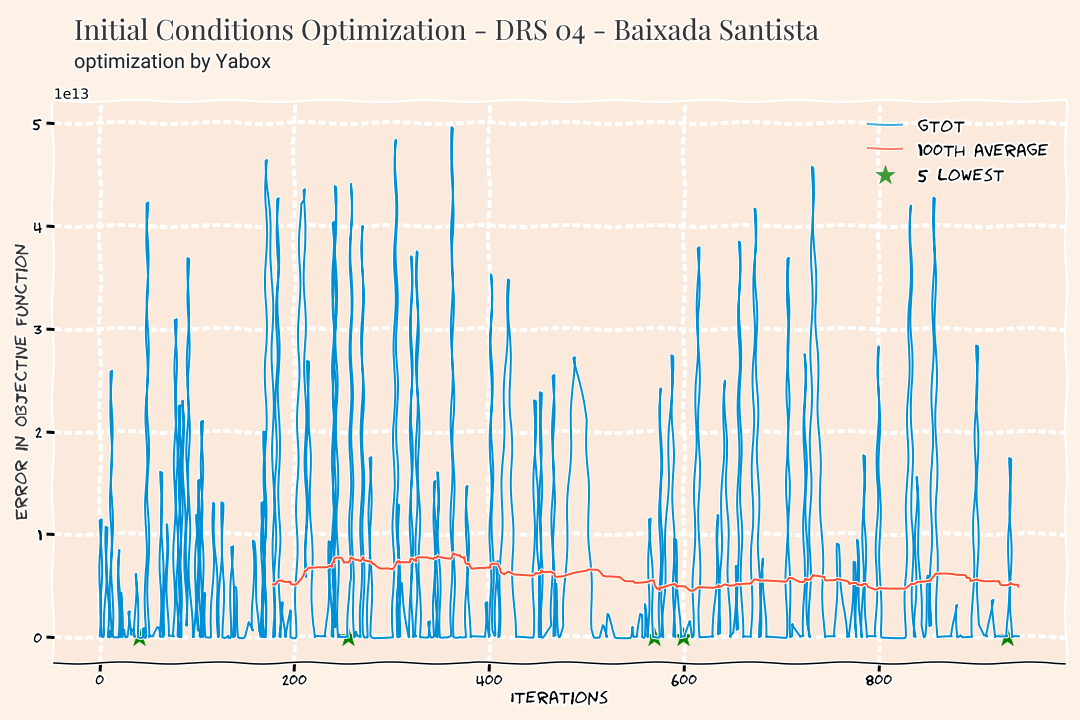 Initial Conditions Optimization - DRS 04 - Baixada Santista
optimization by Yabox
1e13
5
4
3
2
1
0
ERROR IN OBJECTIVE FUNCTION
GTOT
100TH AVERAGE
5 LOWEST
0 200 400 600 800
ITERATIONS